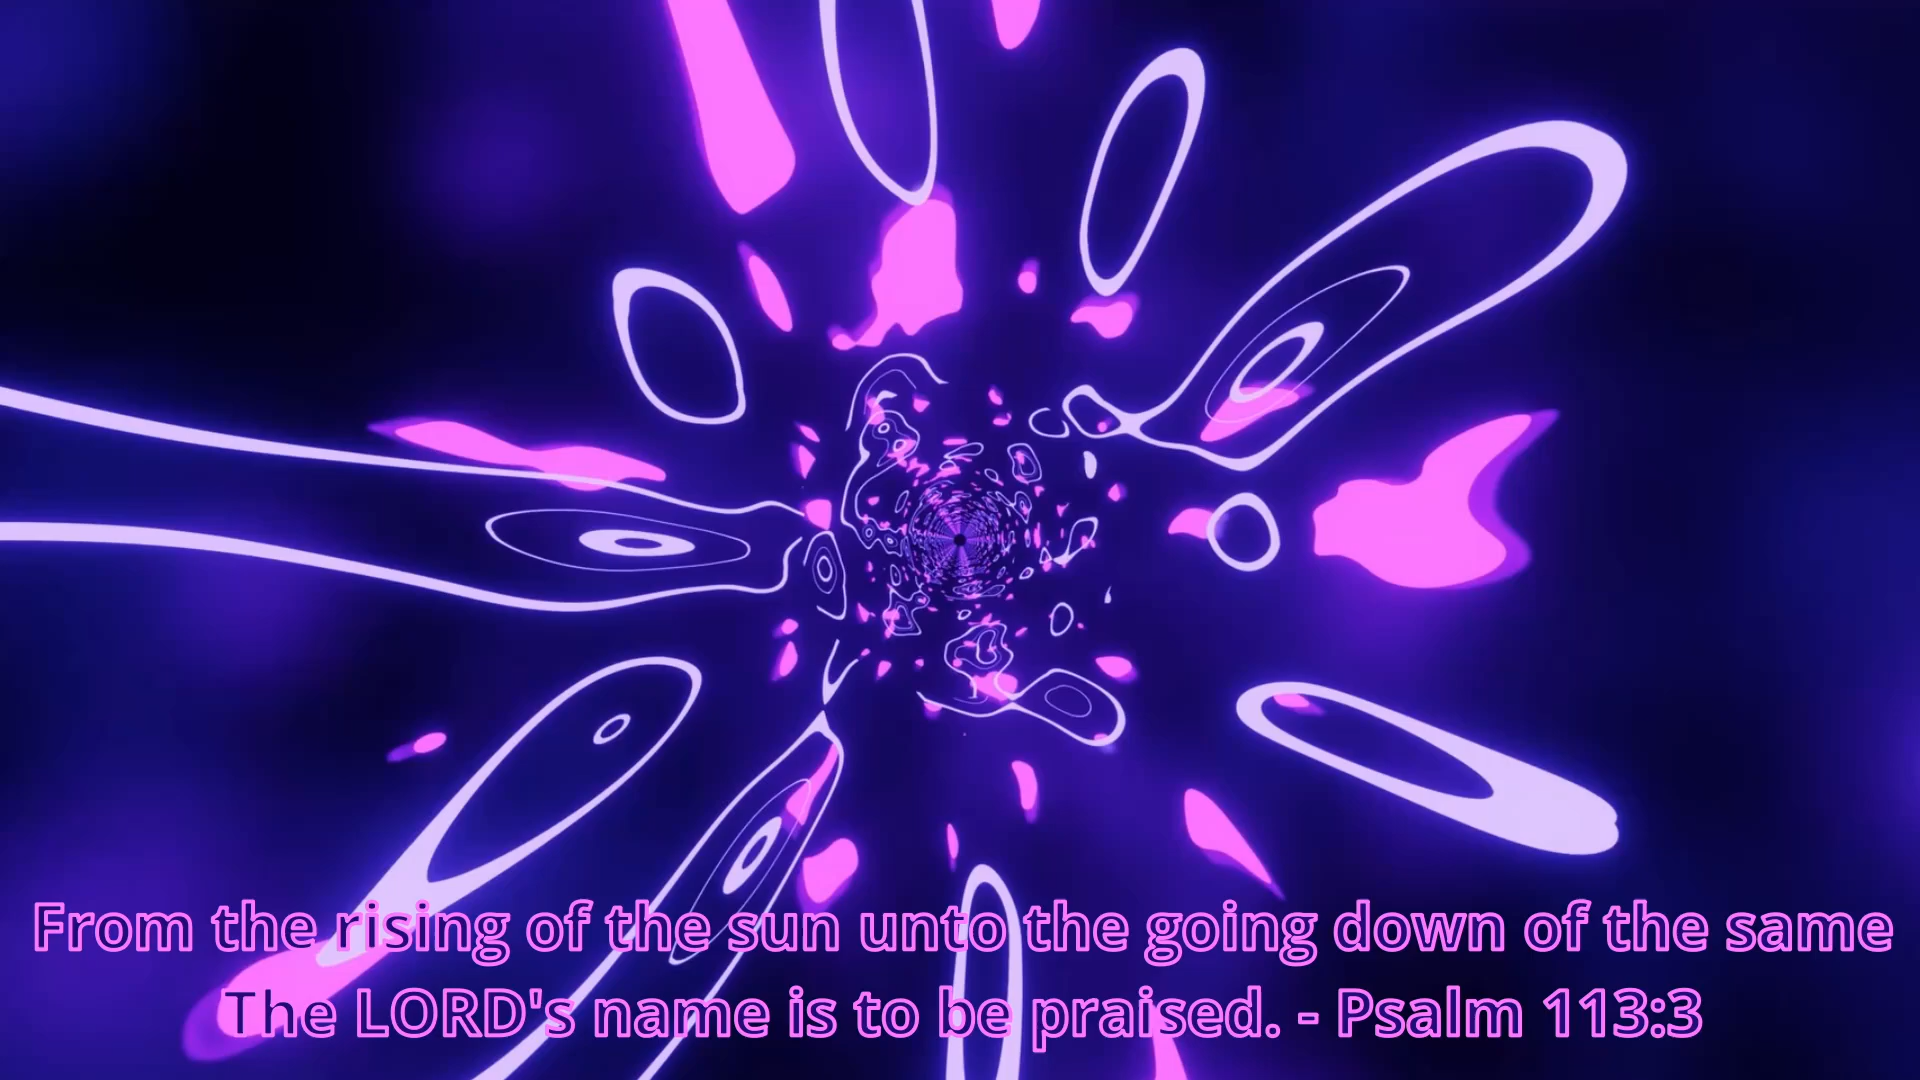 From the rising of the sun unto the going down of the same
The LORD's name is to be praised. - Psalm 113:3